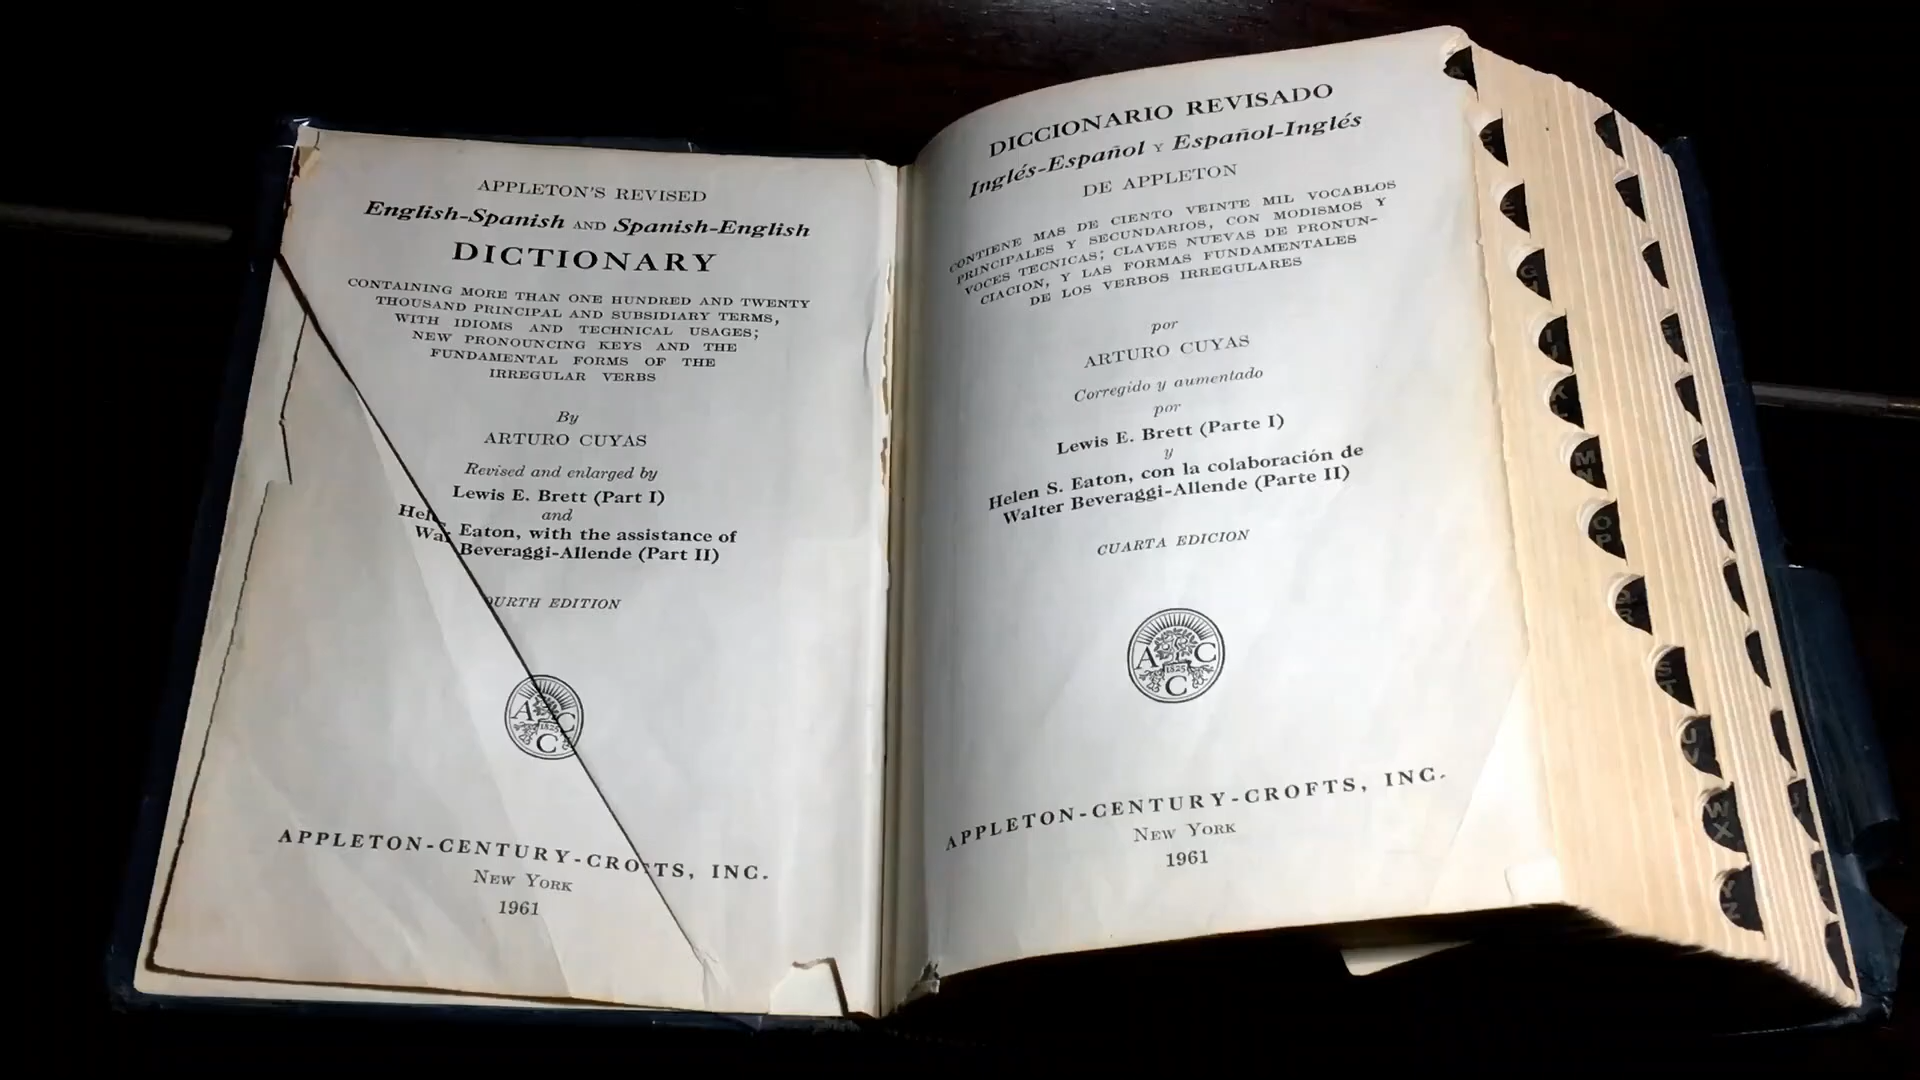 APPLETON'S REVISED
English-Spanish AND Spanish-English
DICTIONARY
CONTAINING MORE THAN ONE HUNDRED AND TWENTY
THOUSAND PRINCIPAL AND SUBSIDIARY TERMS,
WITH IDIOMS AND TECHNICAL USAGES;
NEW PRONOUNCING KEYS AND THE
FUNDAMENTAL FORMS OF THE
IRREGULAR VERBS
By
ARTURO CUYAS
Revised and enlarged by
Lewis E. Brett (Part I)
and
Eaton, with the assistance of
Beveraggi-Allende (Part II)
EDITION
A C
1825
C
APPLETON-CENTURY-CROFTS, INC.
NEW YORK
1961
DICCIONARIO REVISADO
Inglés-Español Y Español-Inglés
DE APPLETON
CONTIENE MAS DE CIENTO VEINTE MIL VOCABLOS
PRINCIPALES Y SECUNDARIOS, CON MODISMOS Y
VOCES TECNICAS; CLAVES NUEVAS DE PRONUN-
CIACION, Y LAS FORMAS FUNDAMENTALES
DE LOS VERBOS IRREGULARES
por
ARTURO CUYAS
Corregido y aumentado
por
Lewis E. Brett (Parte I)
y
Helen S. Eaton, con la colaboración de
Walter Beveraggi-Allende (Parte II)
CUARTA EDICION
A C
1825
C
APPLETON-CENTURY-CROFTS, INC.
NEW YORK
1961
A
C
E
G
H
I
J
K
L
M
N
O
P
Q
R
S
T
U
V
W
X
Y
Z